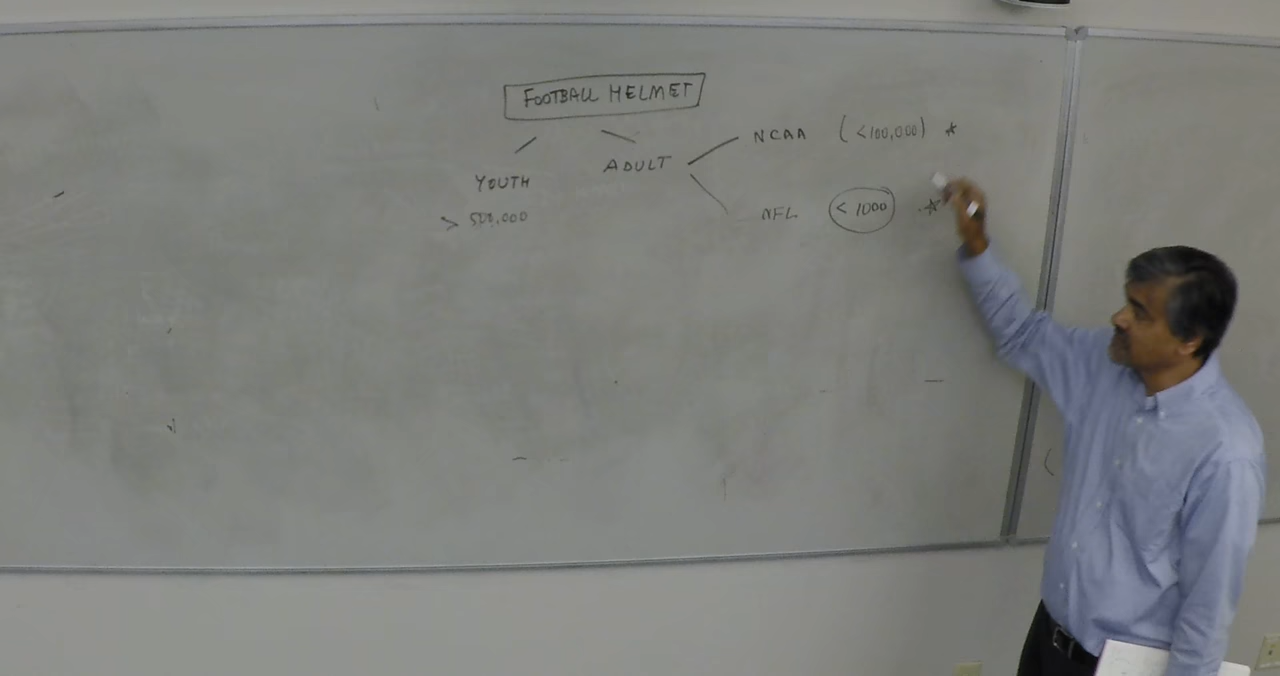 FOOTBALL HELMET
NCAA (<100,000) *
ADULT
YOUTH
> 500,000
NFL < 1000 *